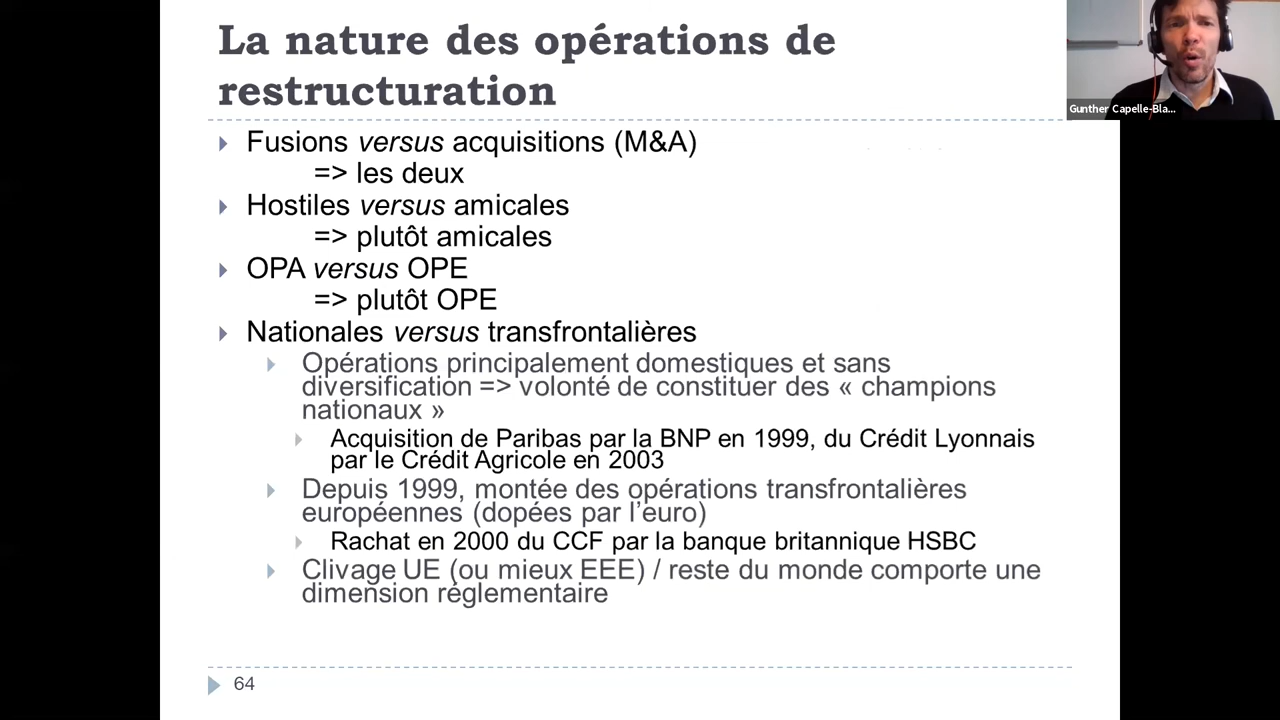 La nature des opérations de
restructuration
Gunther Capelle-Bla...
Fusions versus acquisitions (M&A)
=> les deux
Hostiles versus amicales
=> plutôt amicales
OPA versus OPE
=> plutôt OPE
Nationales versus transfrontalières
Opérations principalement domestiques et sans
diversification => volonté de constituer des « champions
nationaux »
Acquisition de Paribas par la BNP en 1999, du Crédit Lyonnais
par le Crédit Agricole en 2003
Depuis 1999, montée des opérations transfrontalières
européennes (dopées par l’euro)
Rachat en 2000 du CCF par la banque britannique HSBC
Clivage UE (ou mieux EEE) / reste du monde comporte une
dimension réglementaire
64